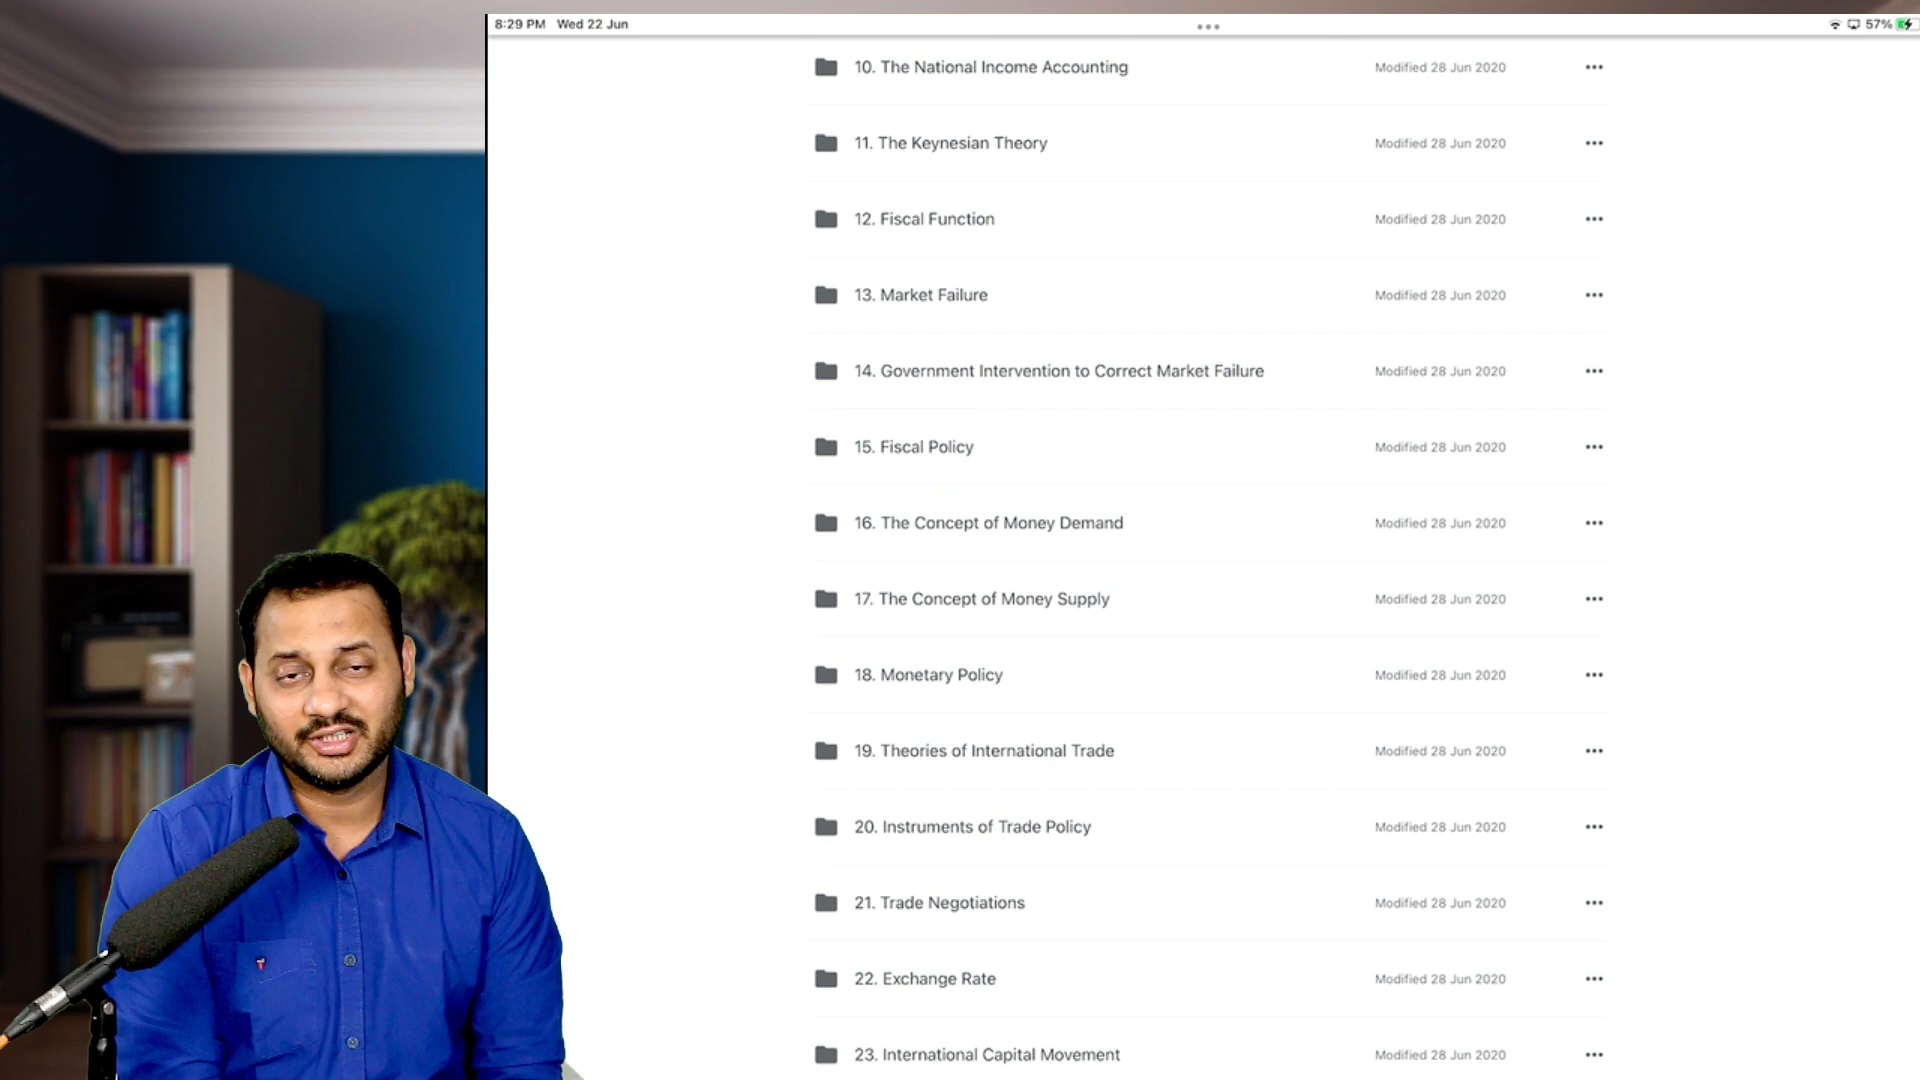 8:29 PM Wed 22 Jun
57%
10. The National Income Accounting Modified 28 Jun 2020
11. The Keynesian Theory Modified 28 Jun 2020
12. Fiscal Function Modified 28 Jun 2020
13. Market Failure Modified 28 Jun 2020
14. Government Intervention to Correct Market Failure Modified 28 Jun 2020
15. Fiscal Policy Modified 28 Jun 2020
16. The Concept of Money Demand Modified 28 Jun 2020
17. The Concept of Money Supply Modified 28 Jun 2020
18. Monetary Policy Modified 28 Jun 2020
19. Theories of International Trade Modified 28 Jun 2020
20. Instruments of Trade Policy Modified 28 Jun 2020
21. Trade Negotiations Modified 28 Jun 2020
22. Exchange Rate Modified 28 Jun 2020
23. International Capital Movement Modified 28 Jun 2020